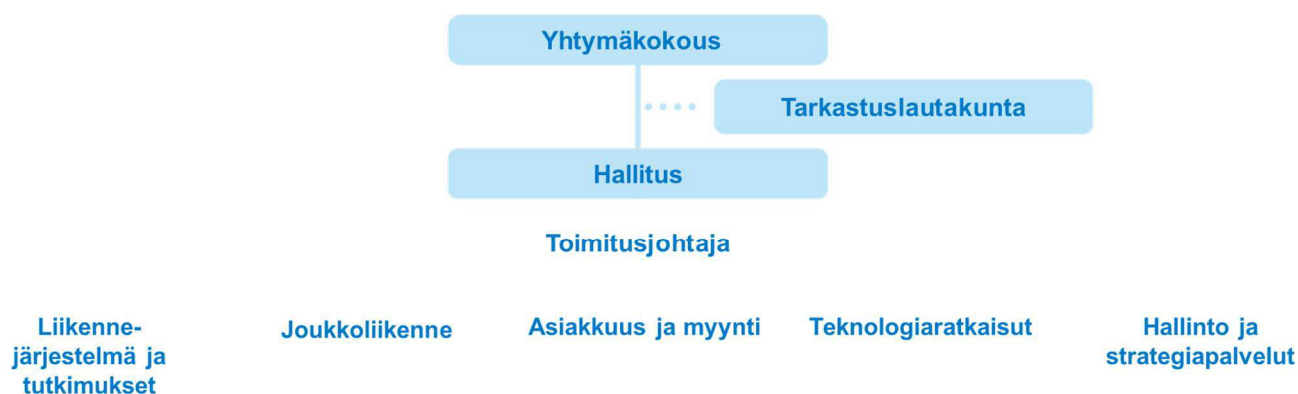 Yhtymäkokous
Tarkastuslautakunta
Hallitus
Toimitusjohtaja
Liikenne-
järjestelmä ja
tutkimukset
Joukkoliikenne
Asiakkuus ja myynti
Teknologiaratkaisut
Hallinto ja
strategiapalvelut